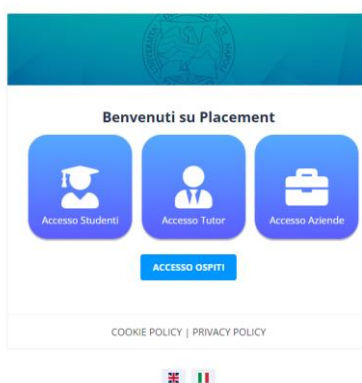 Benvenuti su Placement
Accesso Studenti
Accesso Tutor
Accesso Aziende
ACCESSO OSPITI
COOKIE POLICY | PRIVACY POLICY